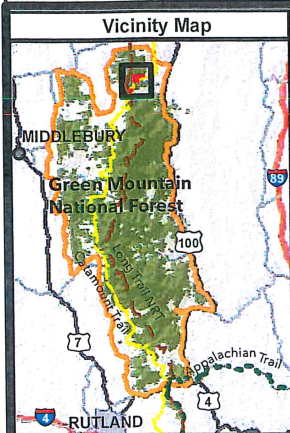 Vicinity Map
MIDDLEBURY
89
Green Mountain
National Forest
100
Long Trail NRT
Catamount Trail
7
Appalachian Trail
4
4
RUTLAND